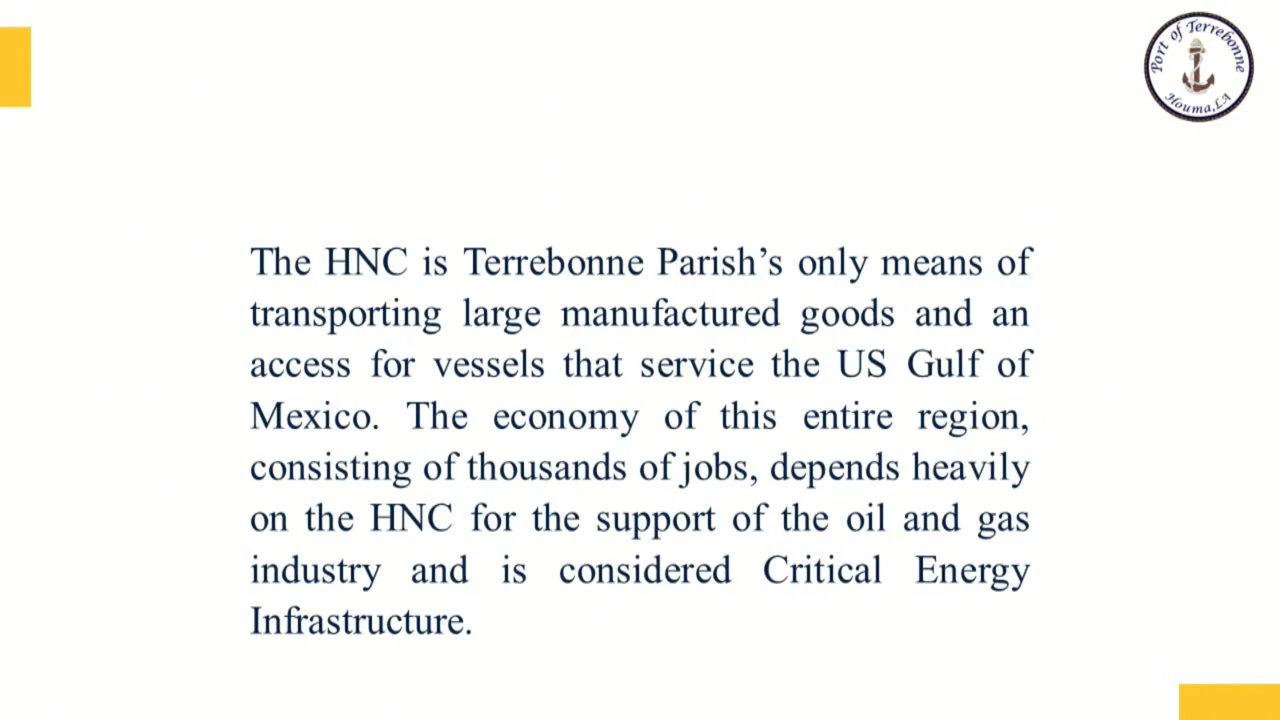 Port of Terrebonne
Houma, LA
The HNC is Terrebonne Parish’s only means of
transporting large manufactured goods and an
access for vessels that service the US Gulf of
Mexico. The economy of this entire region,
consisting of thousands of jobs, depends heavily
on the HNC for the support of the oil and gas
industry and is considered Critical Energy
Infrastructure.